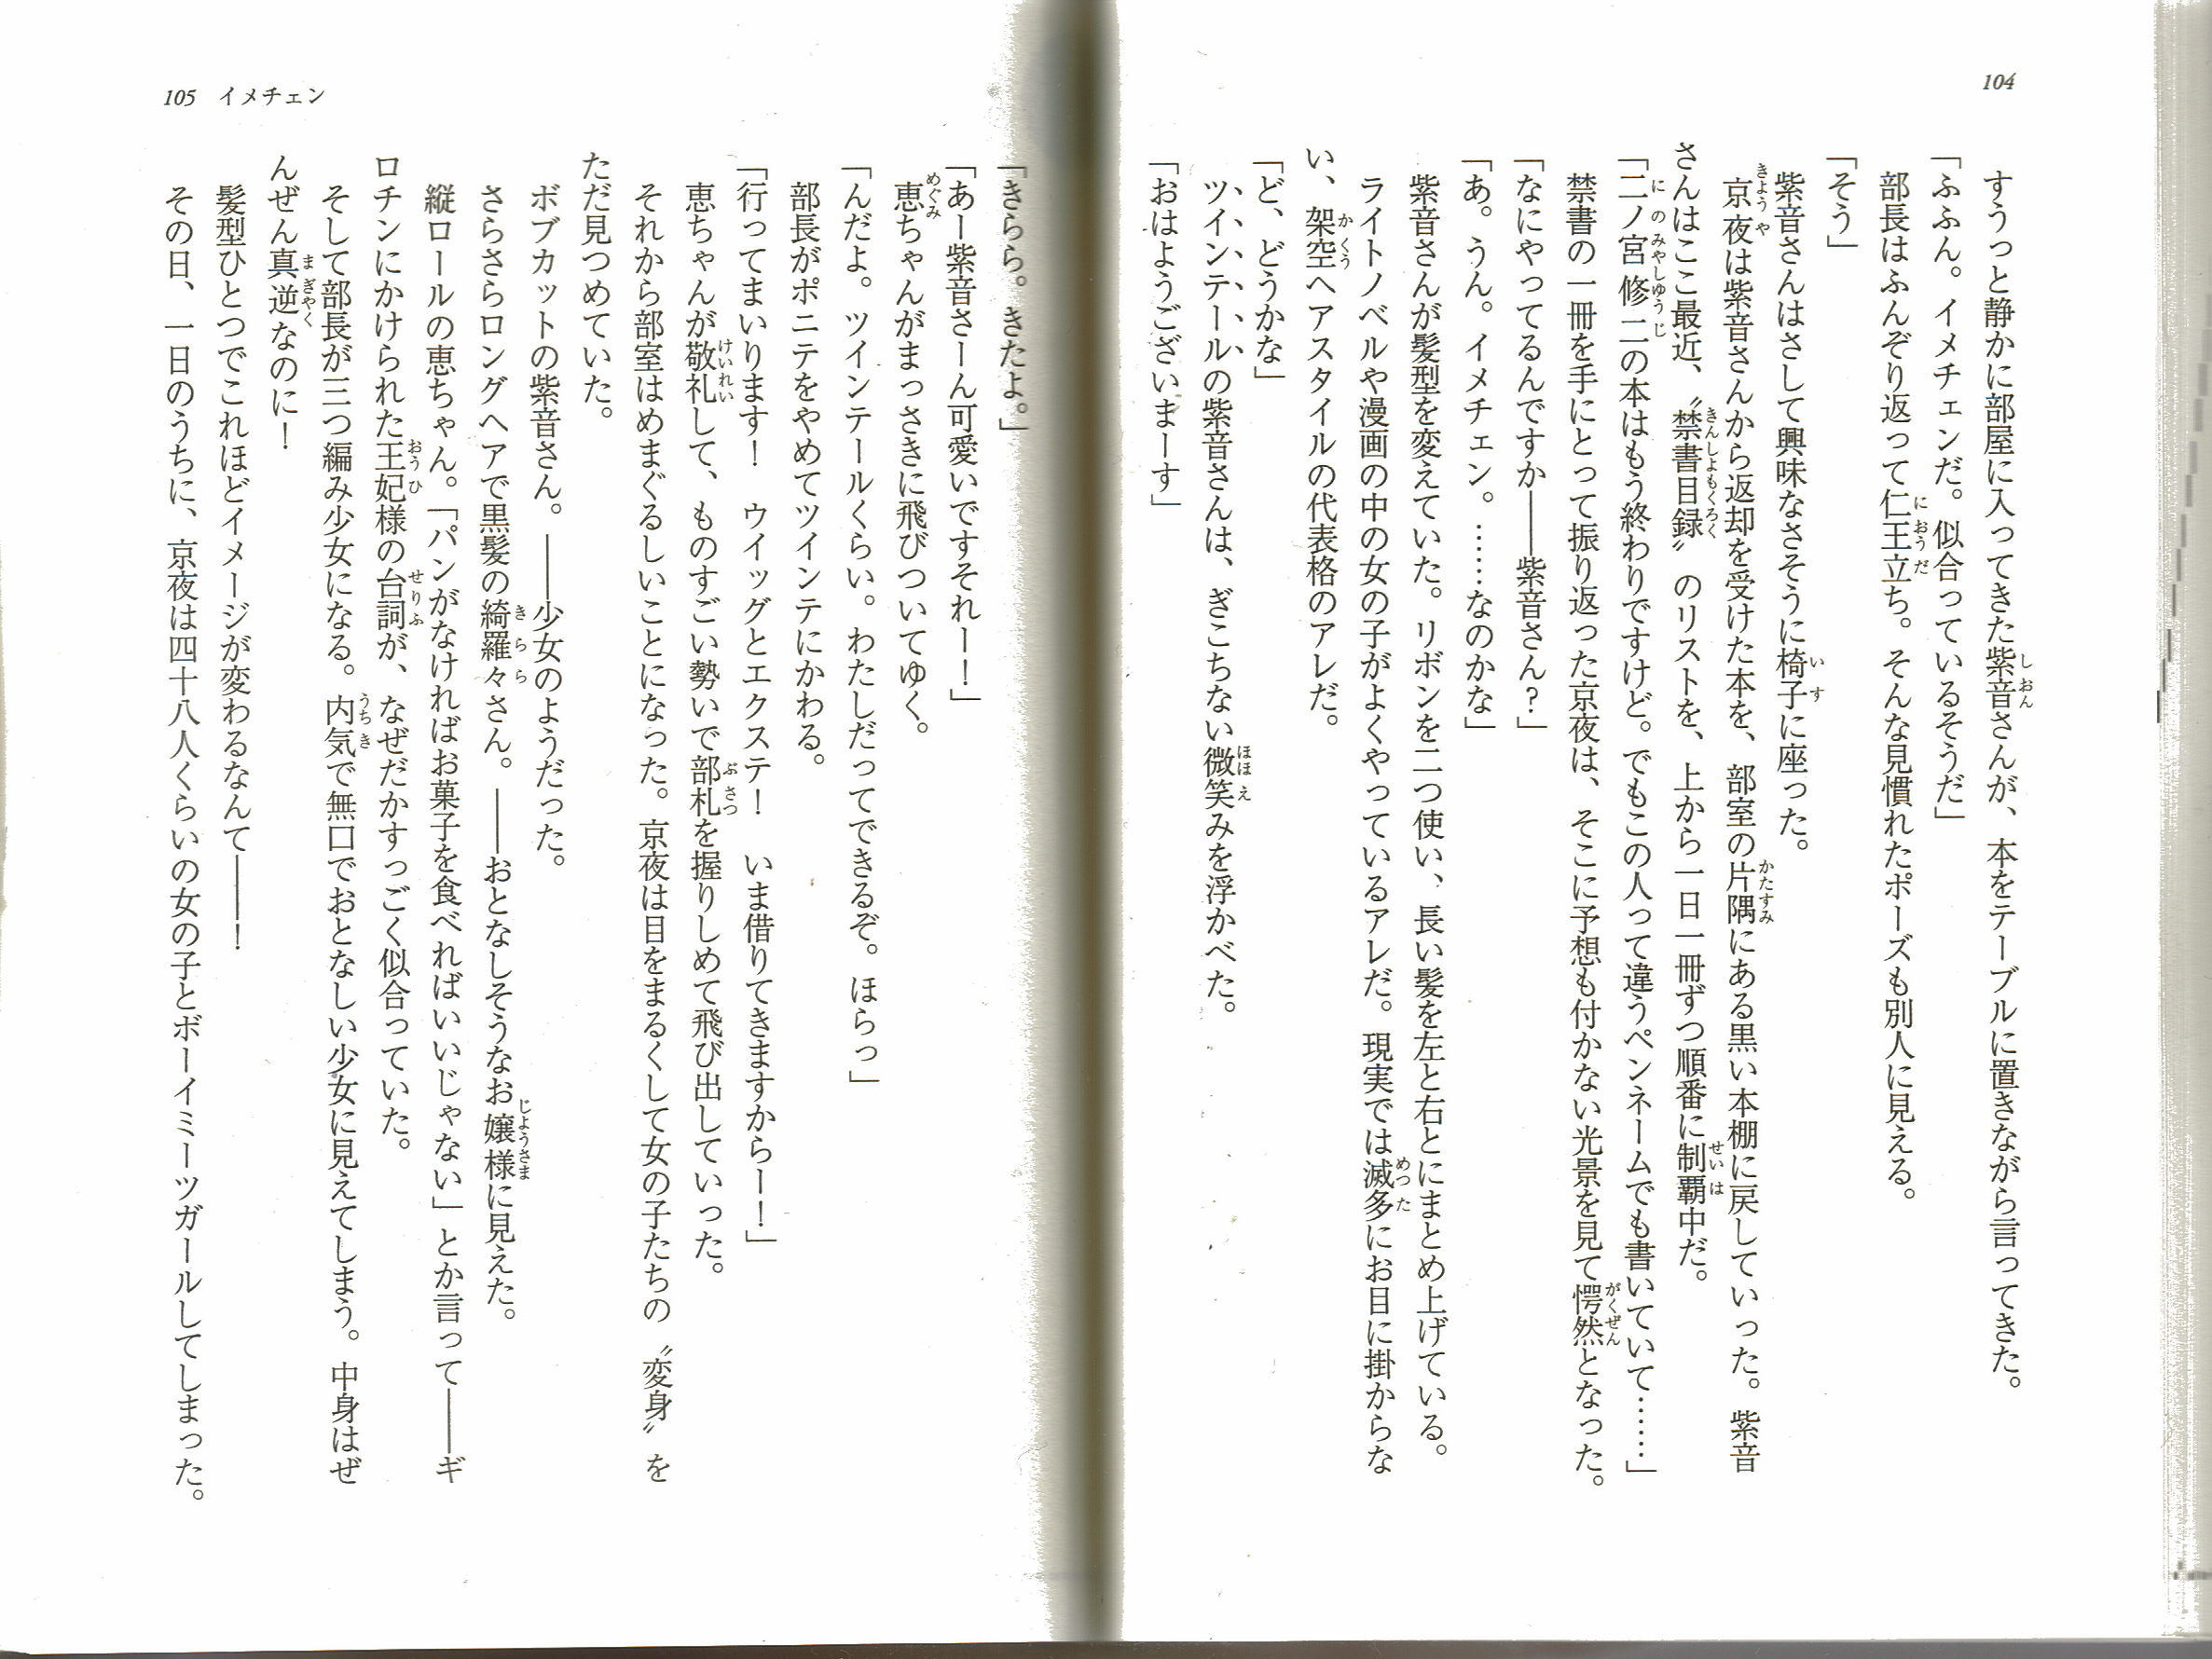 104
すうっと静かに部屋に入ってきた紫音さんが、本をテーブルに置きながら言ってきた。
「ふふん。イメチェンだ。似合っているそうだ」
部長はふんぞり返って仁王立ち。そんな見慣れたポーズも別人に見える。
「そう」
紫音さんはさして興味なさそうに椅子に座った。
京夜は紫音さんから返却を受けた本を、部室の片隅にある黒い本棚に戻していった。紫音
さんはここ最近、〝禁書目録〟のリストを、上から一日一冊ずつ順番に制覇中だ。
「二ノ宮修二の本はもう終わりですけど。でもこの人って違うペンネームでも書いていて……」
禁書の一冊を手にとって振り返った京夜は、そこに予想も付かない光景を見て愕然となった。
「なにやってるんですか――紫音さん？」
「あ。うん。イメチェン。……なのかな」
紫音さんが髪型を変えていた。リボンを二つ使い、長い髪を左と右とにまとめ上げている。
ライトノベルや漫画の中の女の子がよくやっているアレだ。現実では滅多にお目に掛からな
い、架空ヘアスタイルの代表格のアレだ。
「ど、どうかな」
ツインテールの紫音さんは、ぎこちない微笑みを浮かべた。
「おはようございまーす」
105 イメチェン
「きらら。きたよ。」
「あー紫音さーん可愛いですそれー！」
恵ちゃんがまっさきに飛びついてゆく。
「んだよ。ツインテールくらい。わたしだってできるぞ。ほらっ」
部長がポニテをやめてツインテにかわる。
「行ってまいります！　ウイッグとエクステ！　いま借りてきますからー！」
恵ちゃんが敬礼して、ものすごい勢いで部札を握りしめて飛び出していった。
それから部室はめまぐるしいことになった。京夜は目をまるくして女の子たちの〝変身〟を
ただ見つめていた。
ボブカットの紫音さん。――少女のようだった。
さらさらロングヘアで黒髪の綺羅々さん。――おとなしそうなお嬢様に見えた。
縦ロールの恵ちゃん。「パンがなければお菓子を食べればいいじゃない」とか言って――ギ
ロチンにかけられた王妃様の台詞が、なぜだかすっごく似合っていた。
そして部長が三つ編み少女になる。内気で無口でおとなしい少女に見えてしまう。中身はぜ
んぜん真逆なのに！
髪型ひとつでこれほどイメージが変わるなんて――！
その日、一日のうちに、京夜は四十八人くらいの女の子とボーイミーツガールしてしまった。